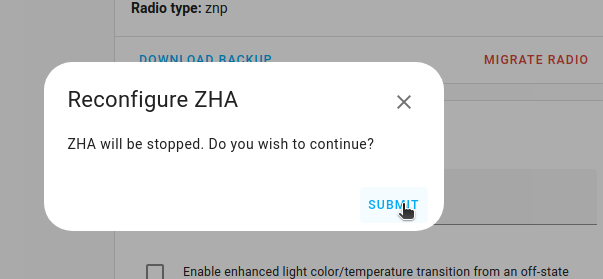 Radio type: znp
DOWNLOAD BACKUP
MIGRATE RADIO
Reconfigure ZHA
ZHA will be stopped. Do you wish to continue?
SUBMIT
Enable enhanced light color/temperature transition from an off-state